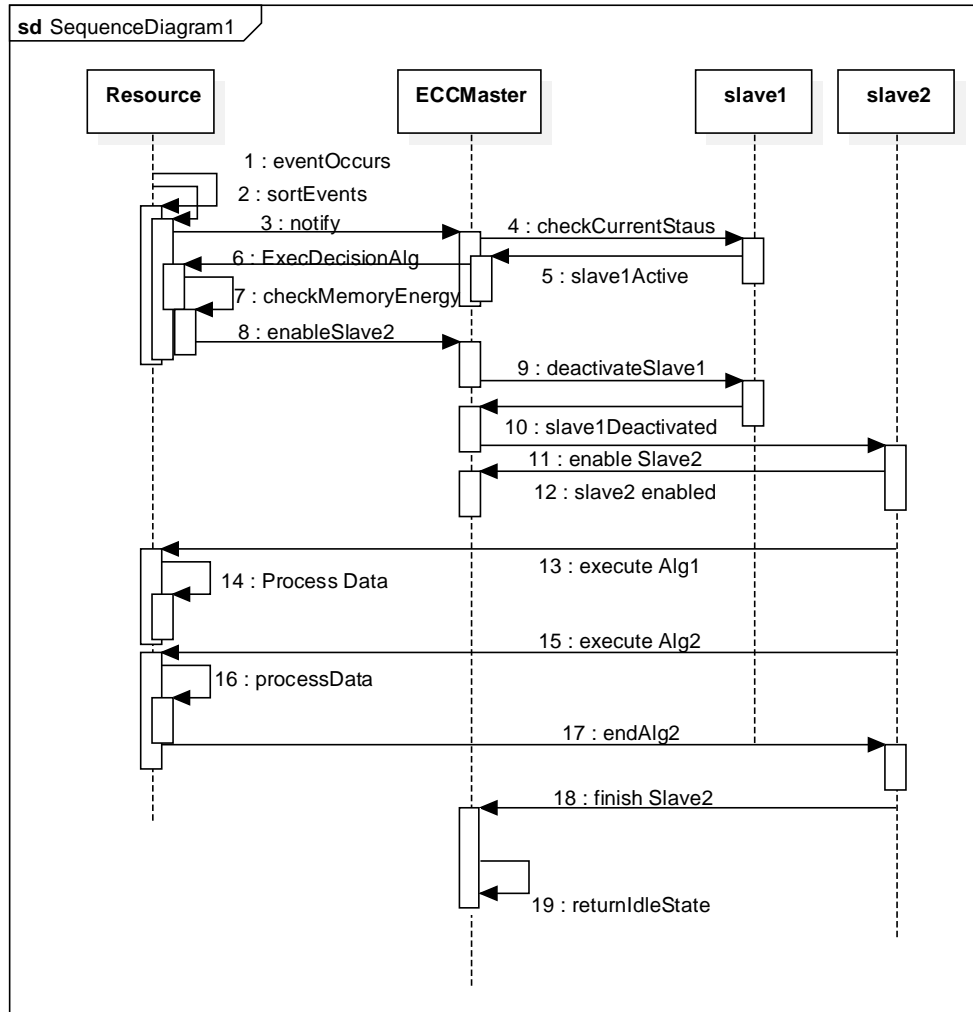 sd SequenceDiagram1
Resource
ECCMaster
slave1
slave2
1 : eventOccurs
2 : sortEvents
3 : notify
4 : checkCurrentStaus
5 : slave1Active
6 : ExecDecisionAlg
7 : checkMemoryEnergy
8 : enableSlave2
9 : deactivateSlave1
10 : slave1Deactivated
11 : enable Slave2
12 : slave2 enabled
13 : execute Alg1
14 : Process Data
15 : execute Alg2
16 : processData
17 : endAlg2
18 : finish Slave2
19 : returnIdleState